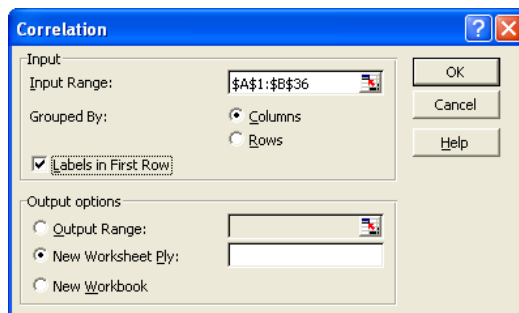 Correlation
Input
Input Range: $A$1:$B$36
OK
Grouped By: Columns
Cancel
Rows
Help
Labels in First Row
Output options
Output Range:
New Worksheet Ply:
New Workbook